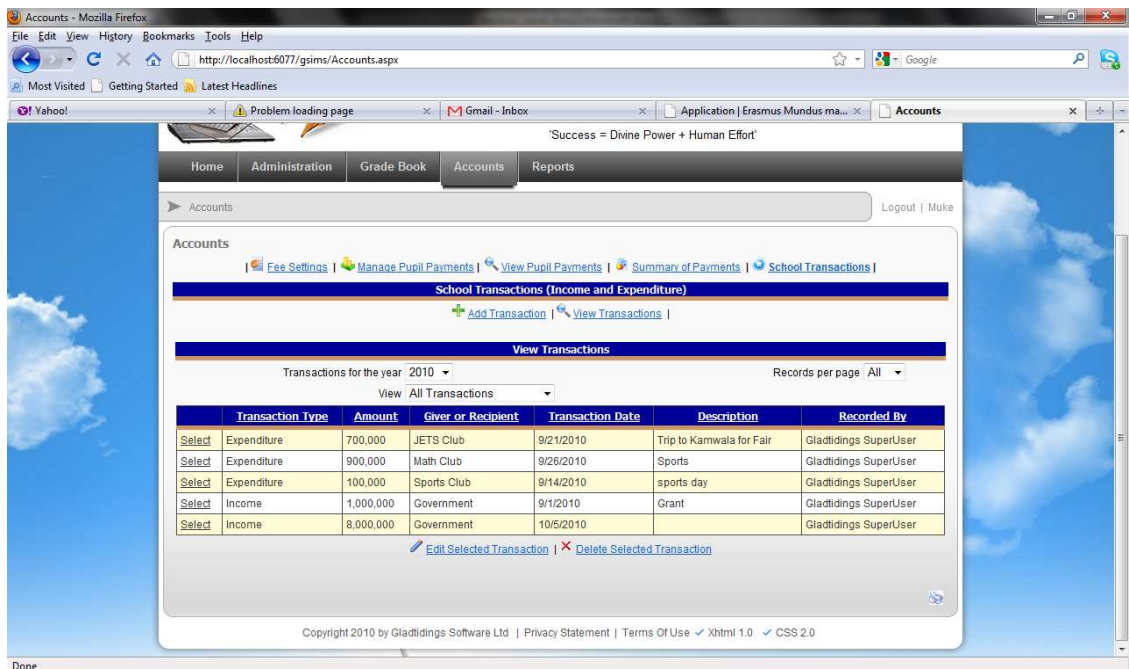 Accounts - Mozilla Firefox
File Edit View History Bookmarks Tools Help
http://localhost:6077/gsims/Accounts.aspx
Google
Most Visited Getting Started Latest Headlines
Yahoo! Problem loading page Gmail - Inbox Application | Erasmus Mundus ma... Accounts
'Success = Divine Power + Human Effort'
Home Administration Grade Book Accounts Reports
Accounts Logout | Muke
Accounts
| Fee Settings | Manage Pupil Payments | View Pupil Payments | Summary of Payments | School Transactions |
School Transactions (Income and Expenditure)
Add Transaction | View Transactions |
View Transactions
Transactions for the year 2010 Records per page All
View All Transactions
Transaction Type Amount Giver or Recipient Transaction Date Description Recorded By
Select Expenditure 700,000 JETS Club 9/21/2010 Trip to Kamwala for Fair Gladtidings SuperUser
Select Expenditure 900,000 Math Club 9/26/2010 Sports Gladtidings SuperUser
Select Expenditure 100,000 Sports Club 9/14/2010 sports day Gladtidings SuperUser
Select Income 1,000,000 Government 9/1/2010 Grant Gladtidings SuperUser
Select Income 8,000,000 Government 10/5/2010 Gladtidings SuperUser
Edit Selected Transaction | Delete Selected Transaction
Copyright 2010 by Gladtidings Software Ltd | Privacy Statement | Terms Of Use Xhtml 1.0 CSS 2.0
Done